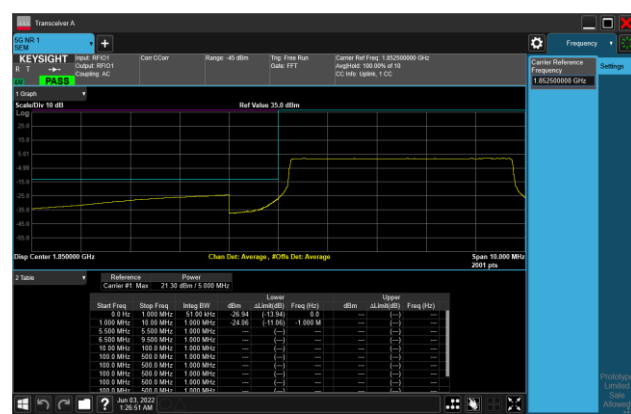 Transceiver A
5G NR 1
SEM
Frequency
KEYSIGHT
Input: RFIO1
Output: RFIO1
Coupling: AC
Corr CCorr
Range: -45 dBm
Trig: Free Run
Gate: FFT
Carrier Ref Freq: 1.852500000 GHz
Avg|Hold: 100.00% of 10
CC Info: Uplink, 1 CC
R T
PASS
Carrier Reference
Frequency
1.852500000 GHz
Settings
1 Graph
Scale/Div 10 dB
Ref Value 35.0 dBm
Log
25.0
15.0
5.01
-4.99
-15.0
-25.0
-35.0
-45.0
-55.0
Disp Center 1.850000 GHz
Chan Det: Average , #Offs Det: Average
Span 10.000 MHz
2001 pts
2 Table
Reference Power
Carrier #1 Max 21.30 dBm / 5.000 MHz
Lower Upper
Start Freq Stop Freq Integ BW dBm ΔLimit(dB) Freq (Hz) dBm ΔLimit(dB) Freq (Hz)
0.0 Hz 1.000 MHz 51.00 kHz -26.94 (-13.94) 0.0 --- (---) ---
1.000 MHz 10.00 MHz 1.000 MHz -24.06 (-11.06) -1.000 M --- (---) ---
5.500 MHz 5.500 MHz 1.000 MHz --- (---) --- --- (---) ---
6.500 MHz 9.500 MHz 1.000 MHz --- (---) --- --- (---) ---
10.00 MHz 100.0 MHz 1.000 MHz --- (---) --- --- (---) ---
100.0 MHz 500.0 MHz 1.000 MHz --- (---) --- --- (---) ---
100.0 MHz 500.0 MHz 1.000 MHz --- (---) --- --- (---) ---
100.0 MHz 500.0 MHz 1.000 MHz --- (---) --- --- (---) ---
100.0 MHz 500.0 MHz 1.000 MHz --- (---) --- --- (---) ---
100.0 MHz 500.0 MHz 1.000 MHz --- (---) --- --- (---) ---
Prototype
Limited
Sale
Allowed
?
Jun 03, 2022
1:26:51 AM